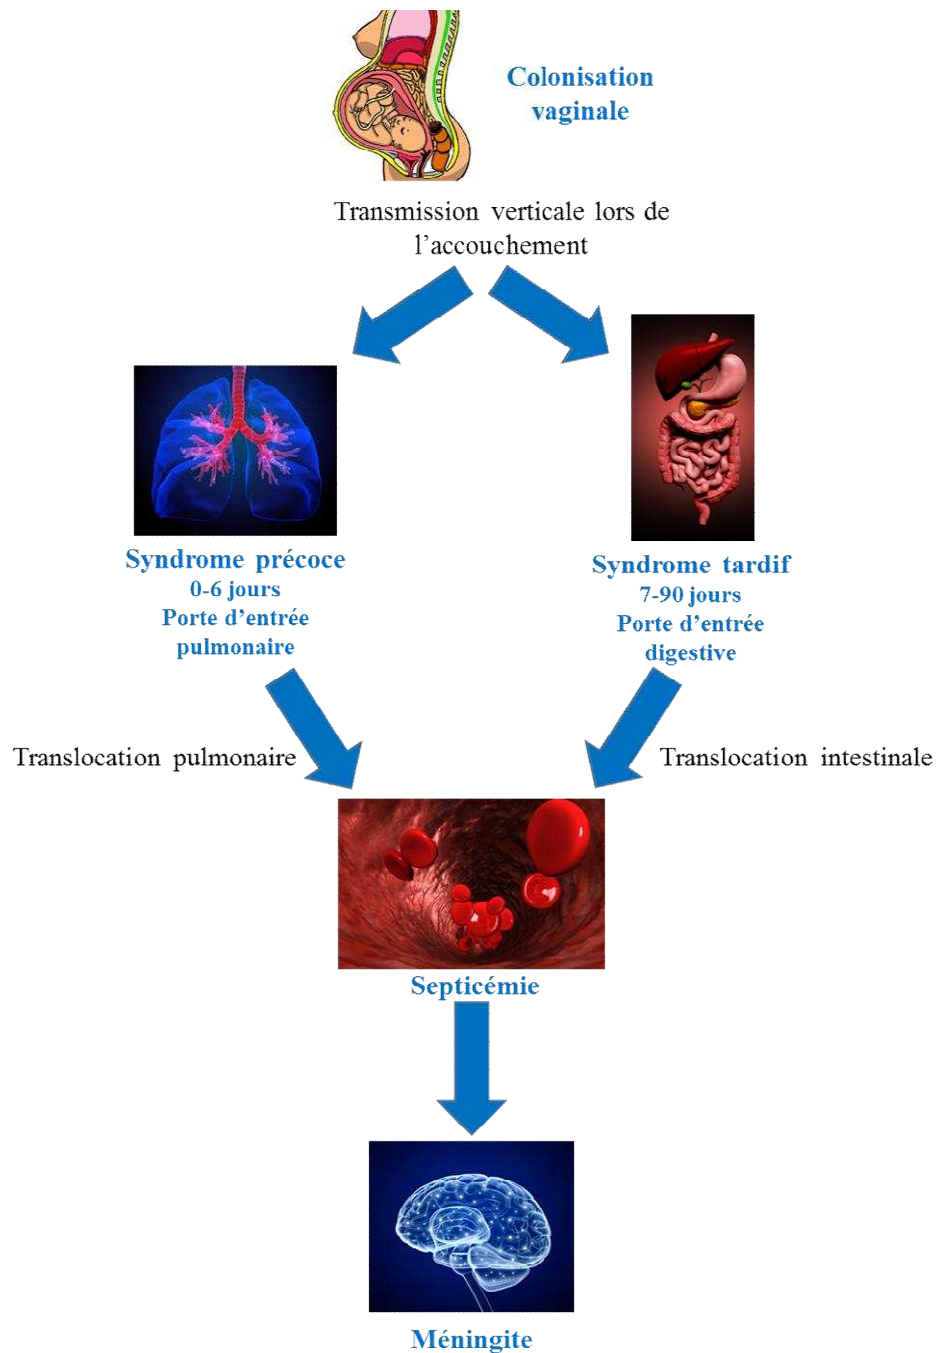 Colonisation
vaginale
Transmission verticale lors de
l’accouchement
Syndrome précoce
0-6 jours
Porte d’entrée
pulmonaire
Syndrome tardif
7-90 jours
Porte d’entrée
digestive
Translocation pulmonaire
Translocation intestinale
Septicémie
Méningite